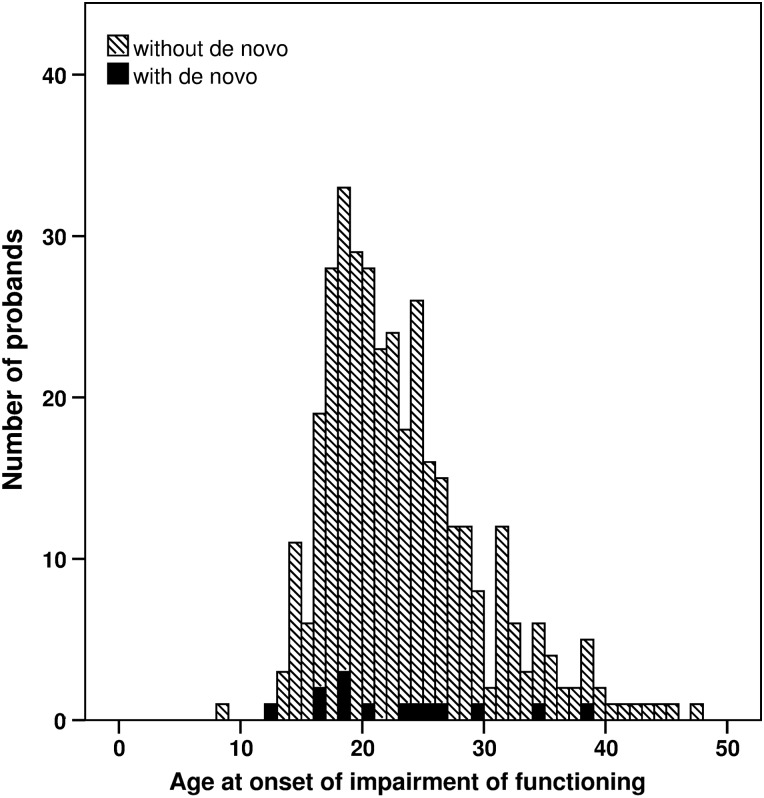 without de novo
with de novo
40
30
20
10
0
Number of probands
0 10 20 30 40 50
Age at onset of impairment of functioning